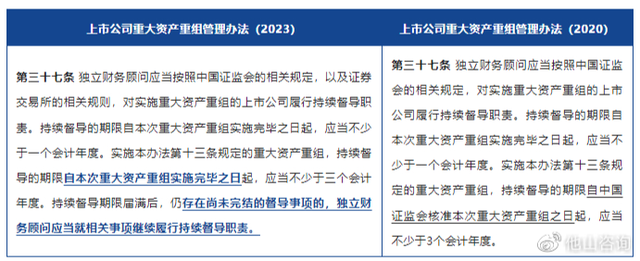 上市公司重大资产重组管理办法（2023）
第三十七条 独立财务顾问应当按照中国证监会的相关规定，以及证券
交易所的相关规则，对实施重大资产重组的上市公司履行持续督导职
责。持续督导的期限自本次重大资产重组实施完毕之日起，应当不少
于一个会计年度。实施本办法第十三条规定的重大资产重组，持续督
导的期限自本次重大资产重组实施完毕之日起，应当不少于三个会计
年度。持续督导期限届满后，仍存在尚未完结的督导事项的，独立财
务顾问应当就相关事项继续履行持续督导职责。
上市公司重大资产重组管理办法（2020）
第三十七条 独立财务顾问应当按照中国证监
会的相关规定，对实施重大资产重组的上市
公司履行持续督导职责。持续督导的期限自
本次重大资产重组实施完毕之日起，应当不
少于一个会计年度。实施本办法第十三条规
定的重大资产重组，持续督导的期限自中国
证监会核准本次重大资产重组之日起，应当
不少于3个会计年度。
他山咨询